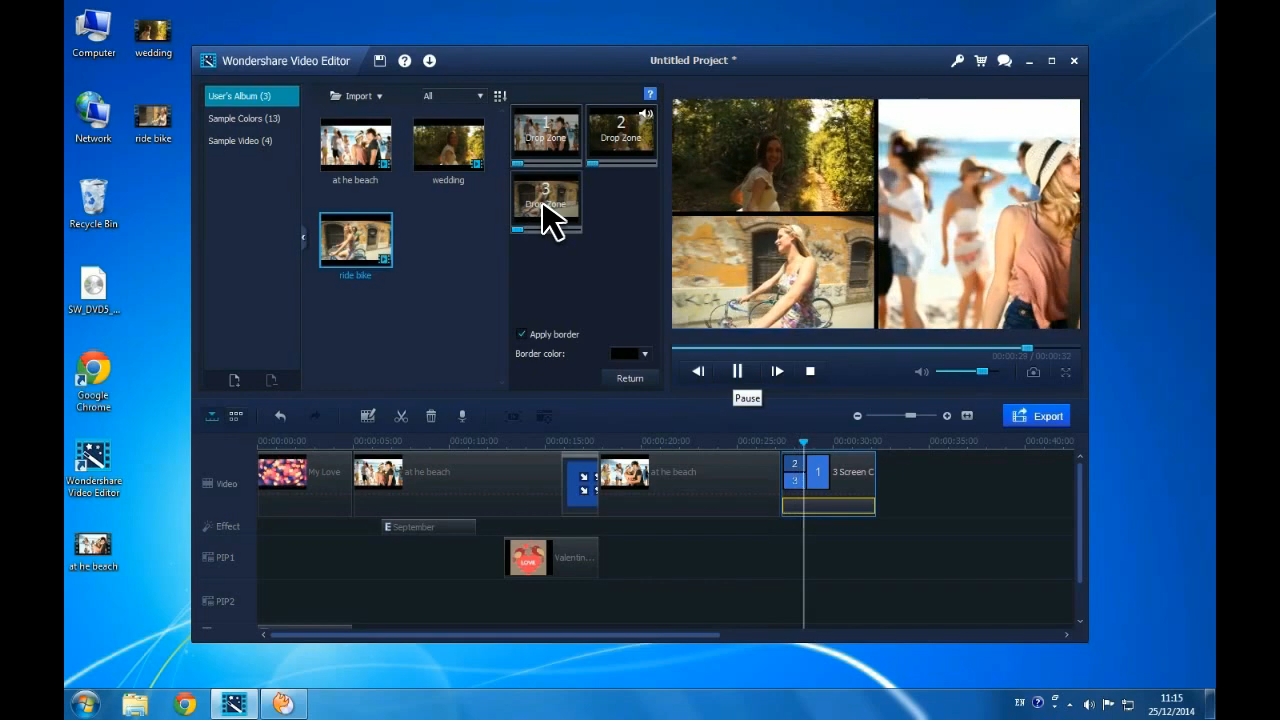 Computer
wedding
Network
ride bike
Recycle Bin
SW_DVD5_...
Google
Chrome
Wondershare
Video Editor
at he beach
Wondershare Video Editor
Untitled Project *
User's Album (3)
Sample Colors (13)
Sample Video (4)
Import
All
at he beach
wedding
ride bike
1
Drop Zone
2
Drop Zone
3
Drop Zone
Apply border
Border color:
Return
00:00:29 / 00:00:32
Pause
Export
00:00:00:00
00:00:05:00
00:00:10:00
00:00:15:00
00:00:20:00
00:00:25:00
00:00:30:00
00:00:35:00
00:00:40:00
Video
My Love
at he beach
at he beach
2
3
1
3 Screen C
Effect
E September
PIP1
LOVE
Valentin...
PIP2
EN
11:15
25/12/2014